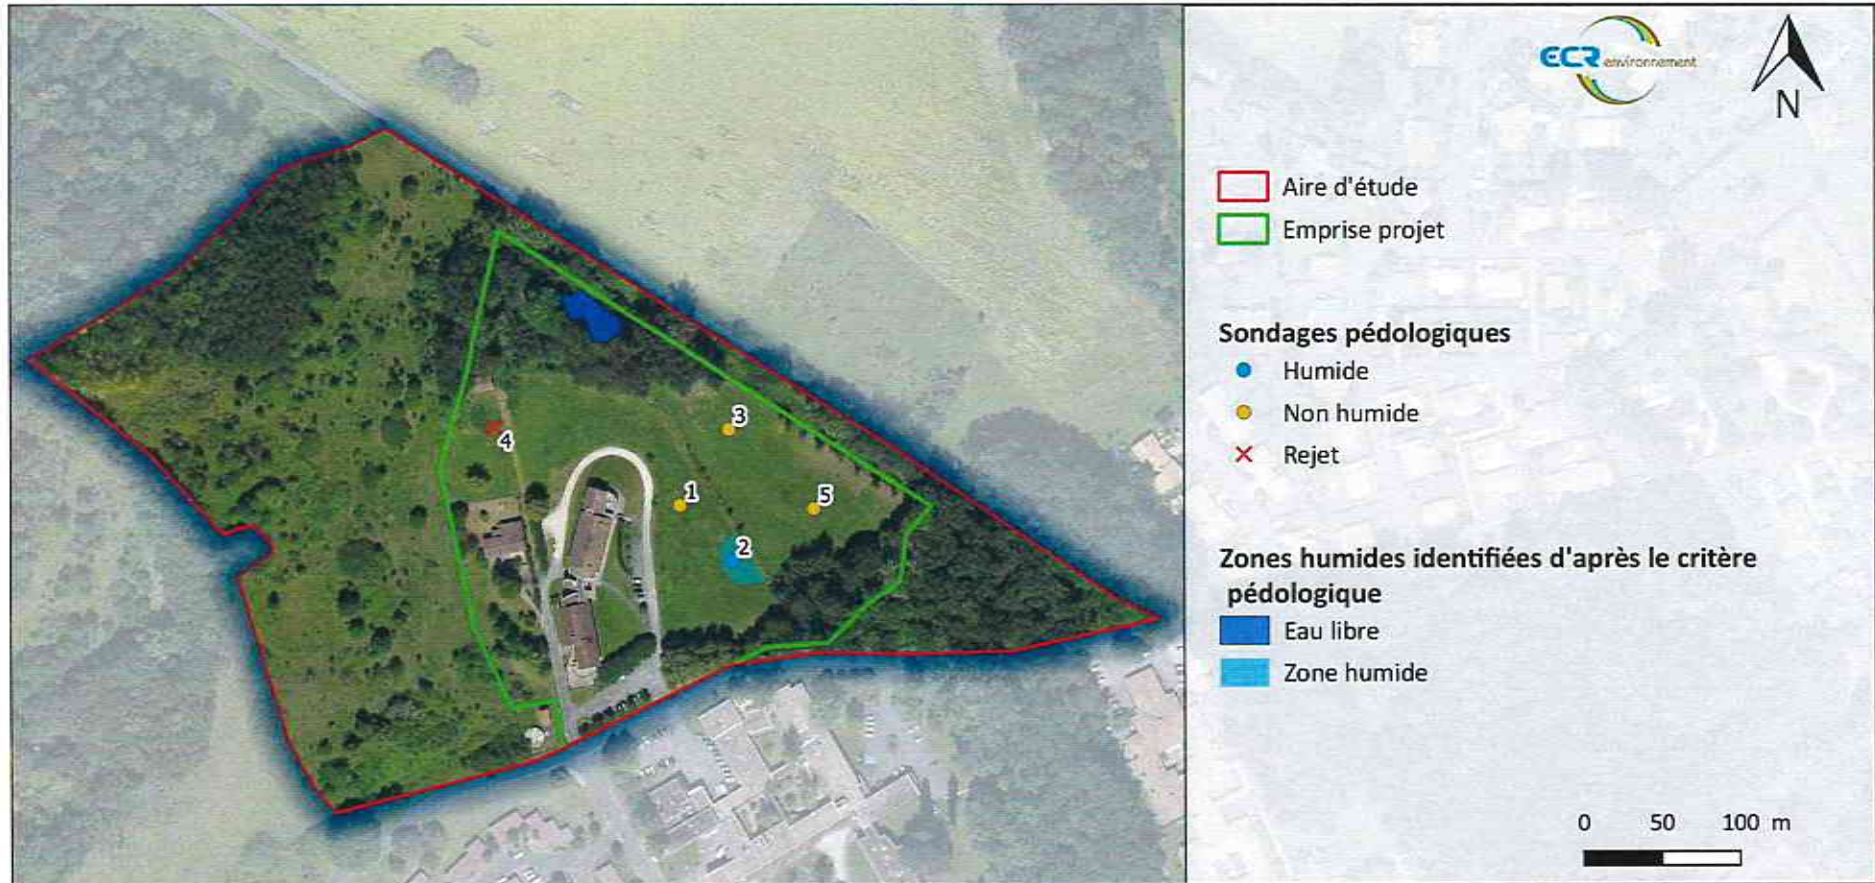 ECR environnement
N
Aire d'étude
Emprise projet
Sondages pédologiques
Humide
Non humide
Rejet
Zones humides identifiées d'après le critère
pédologique
Eau libre
Zone humide
3
4
1
5
2
0 50 100 m